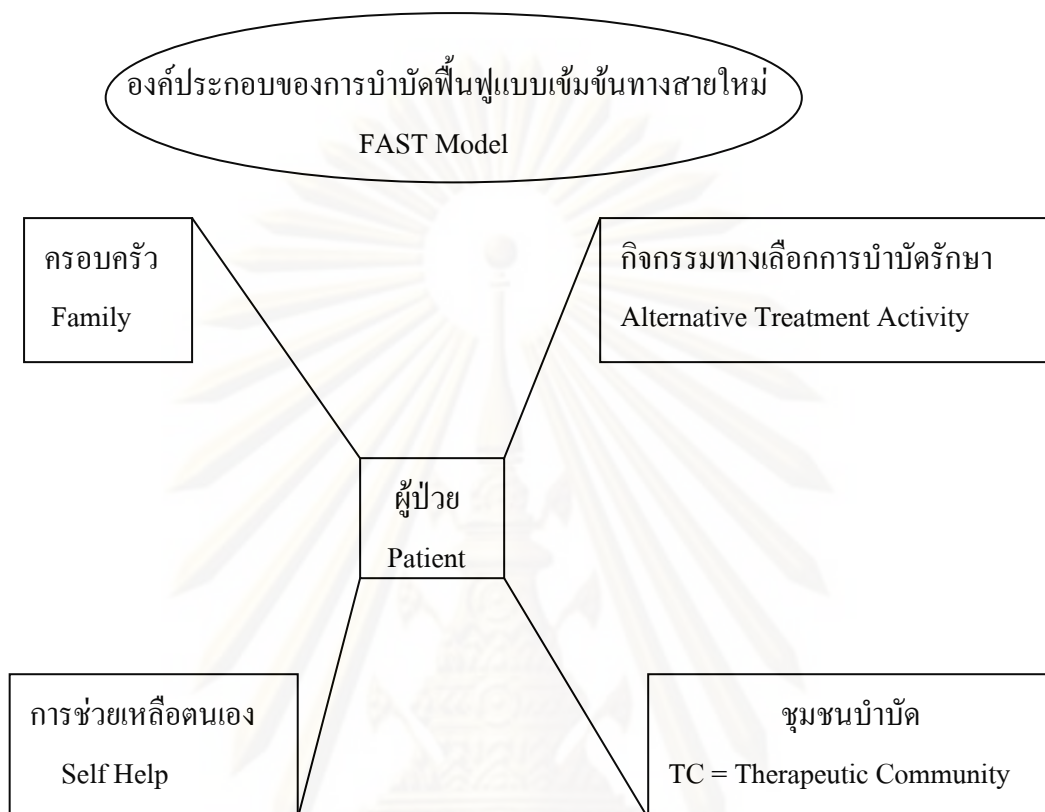 องค์ประกอบของการบำบัดฟื้นฟูแบบเข้มข้นทางสายใหม่
FAST Model
ครอบครัว
Family
กิจกรรมทางเลือกการบำบัดรักษา
Alternative Treatment Activity
ผู้ป่วย
Patient
การช่วยเหลือตนเอง
Self Help
ชุมชนบำบัด
TC = Therapeutic Community